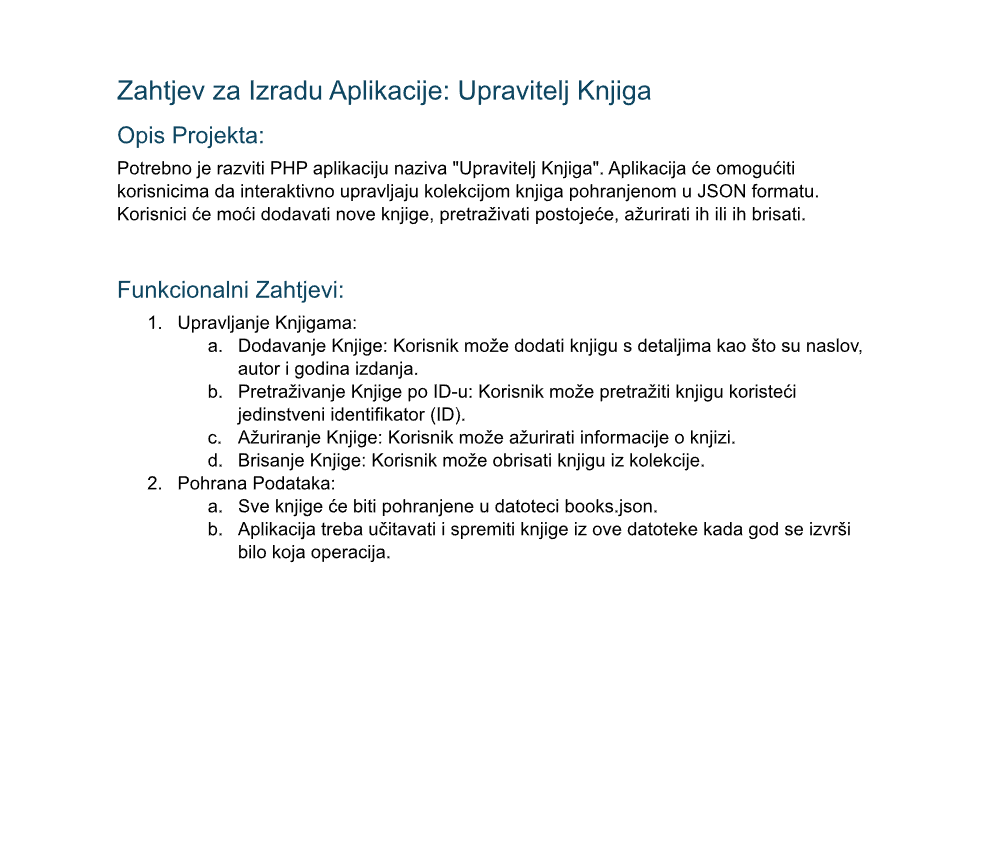 Zahtjev za Izradu Aplikacije: Upravitelj Knjiga
Opis Projekta:
Potrebno je razviti PHP aplikaciju naziva "Upravitelj Knjiga". Aplikacija će omogućiti
korisnicima da interaktivno upravljaju kolekcijom knjiga pohranjenom u JSON formatu.
Korisnici će moći dodavati nove knjige, pretraživati postojeće, ažurirati ih ili ih brisati.
Funkcionalni Zahtjevi:
1. Upravljanje Knjigama:
a. Dodavanje Knjige: Korisnik može dodati knjigu s detaljima kao što su naslov,
autor i godina izdanja.
b. Pretraživanje Knjige po ID-u: Korisnik može pretražiti knjigu koristeći
jedinstveni identifikator (ID).
c. Ažuriranje Knjige: Korisnik može ažurirati informacije o knjizi.
d. Brisanje Knjige: Korisnik može obrisati knjigu iz kolekcije.
2. Pohrana Podataka:
a. Sve knjige će biti pohranjene u datoteci books.json.
b. Aplikacija treba učitavati i spremiti knjige iz ove datoteke kada god se izvrši
bilo koja operacija.